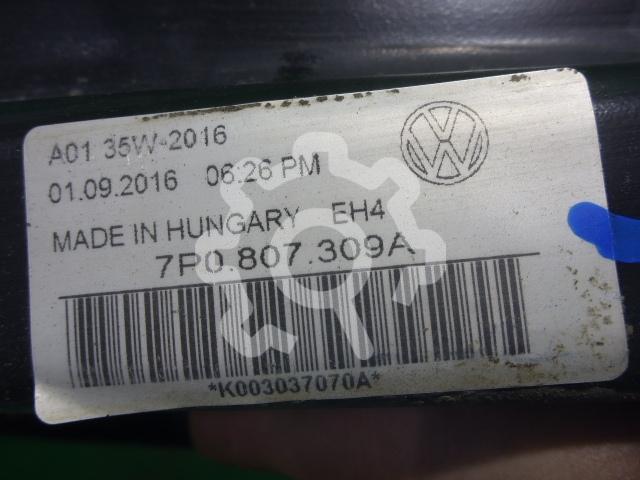 A01 35W-2016
01.09.2016 06:26 PM
MADE IN HUNGARY EH4
7P0.807.309A
*K003037070A*